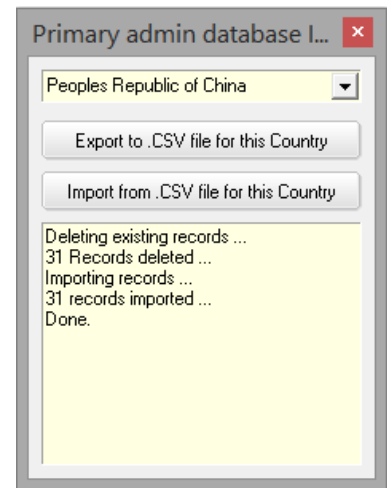 Primary admin database I...
Peoples Republic of China
Export to .CSV file for this Country
Import from .CSV file for this Country
Deleting existing records ...
31 Records deleted ...
Importing records ...
31 records imported ...
Done.